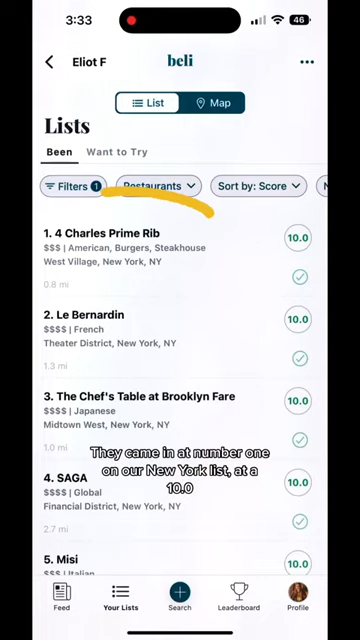 3:33
46
Eliot F
beli
List
Map
Lists
Been
Want to Try
Filters 1
Restaurants
Sort by: Score
1. 4 Charles Prime Rib
10.0
$$$ | American, Burgers, Steakhouse
West Village, New York, NY
0.8 mi
2. Le Bernardin
10.0
$$$$ | French
Theater District, New York, NY
1.3 mi
3. The Chef's Table at Brooklyn Fare
10.0
$$$$ | Japanese
Midtown West, New York, NY
1.0 mi
They came in at number one
on our New York list, at a
10.0
4. SAGA
10.0
$$$$ | Global
Financial District, New York, NY
2.7 mi
5. Misi
10.0
$$$ | Italian
Feed
Your Lists
Search
Leaderboard
Profile